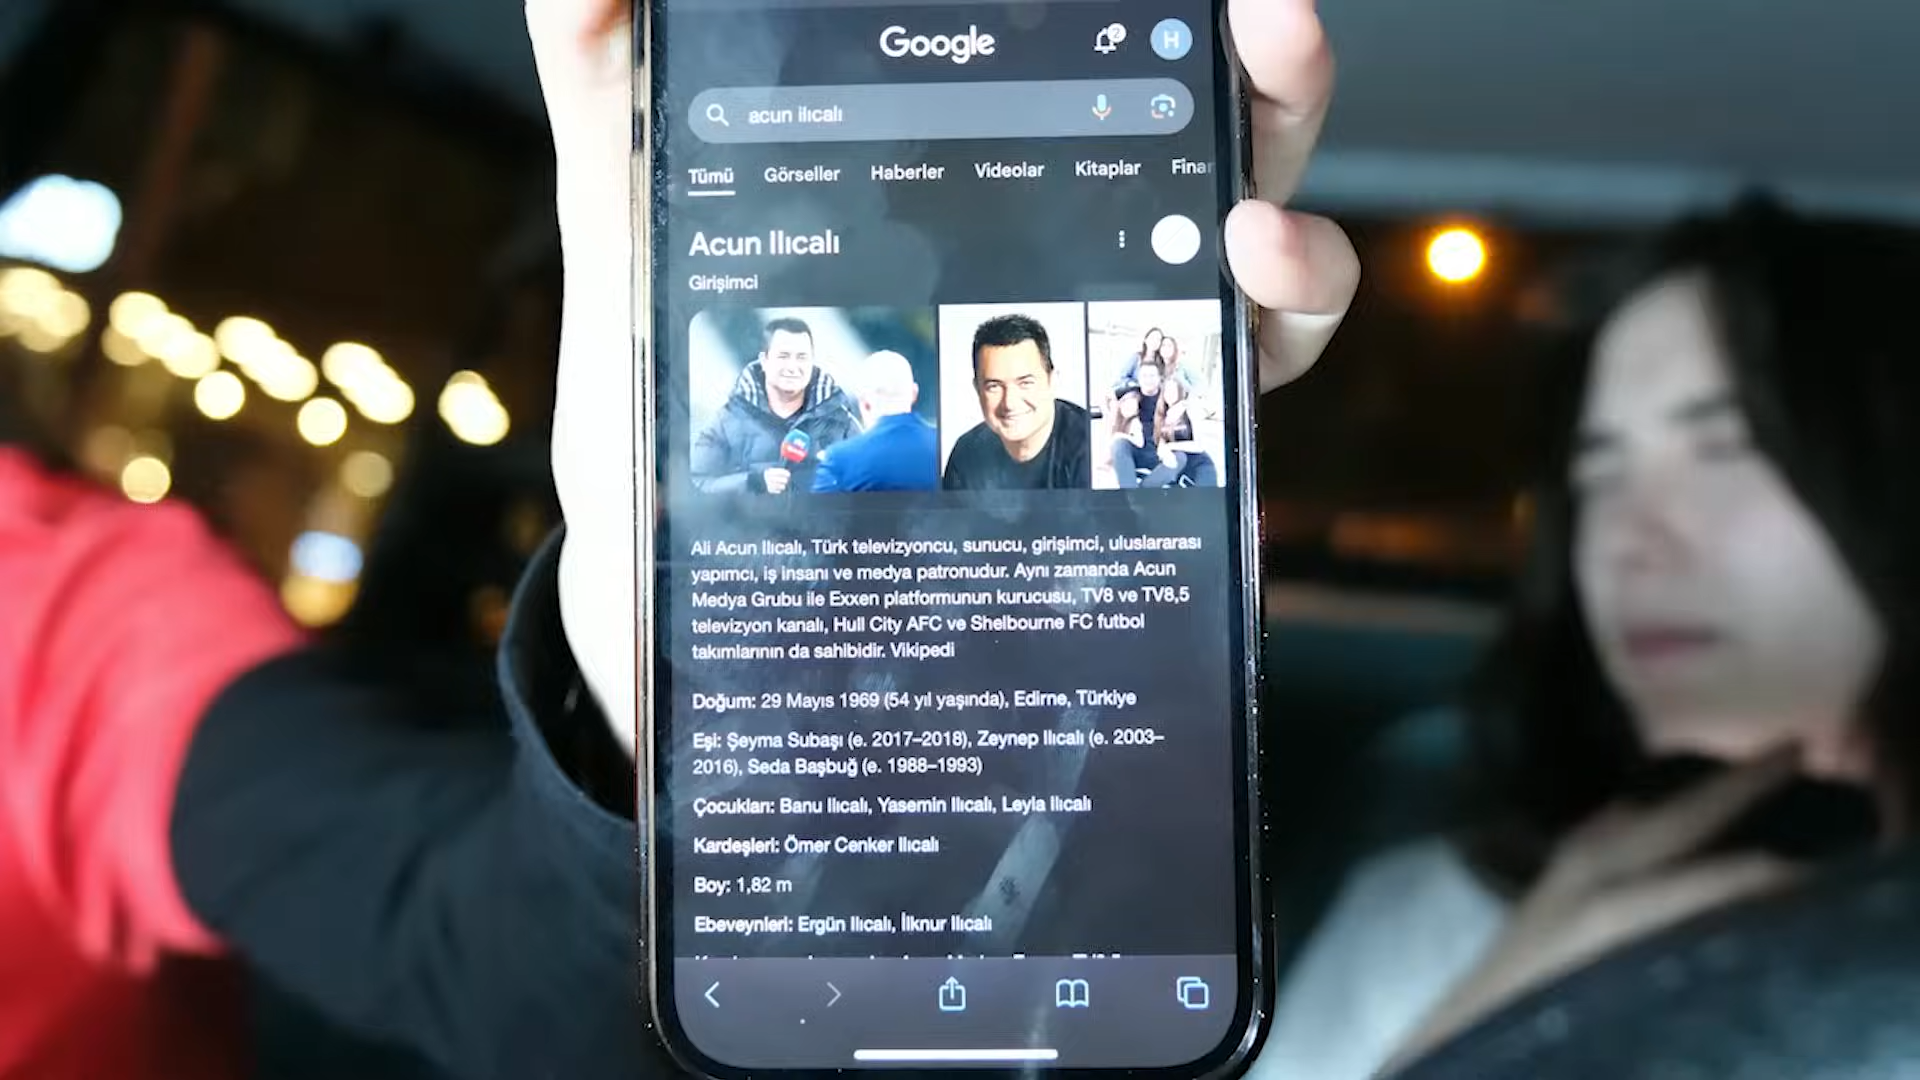 Google
2
H
acun ılıcalı
Tümü Görseller Haberler Videolar Kitaplar Finan
Acun Ilıcalı
Girişimci
Ali Acun Ilıcalı, Türk televizyoncu, sunucu, girişimci, uluslararası
yapımcı, iş insanı ve medya patronudur. Aynı zamanda Acun
Medya Grubu ile Exxen platformunun kurucusu, TV8 ve TV8,5
televizyon kanalı, Hull City AFC ve Shelbourne FC futbol
takımlarının da sahibidir. Vikipedi
Doğum: 29 Mayıs 1969 (54 yıl yaşında), Edirne, Türkiye
Eşi: Şeyma Subaşı (e. 2017–2018), Zeynep Ilıcalı (e. 2003–
2016), Seda Başbuğ (e. 1988–1993)
Çocukları: Banu Ilıcalı, Yasemin Ilıcalı, Leyla Ilıcalı
Kardeşleri: Ömer Cenker Ilıcalı
Boy: 1,82 m
Ebeveynleri: Ergün Ilıcalı, İlknur Ilıcalı